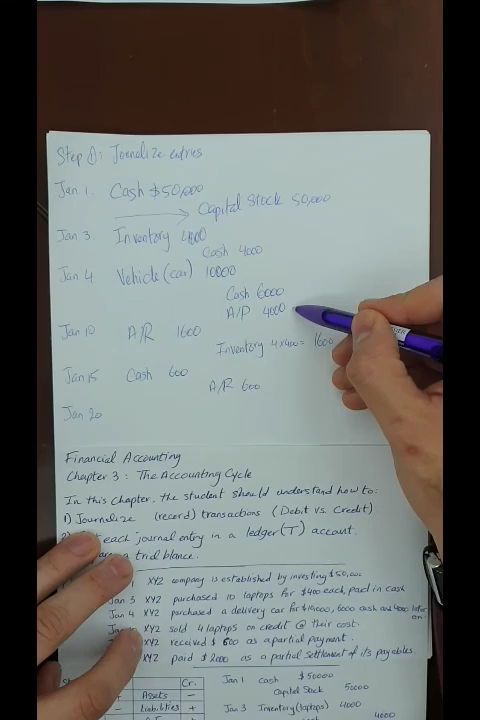 Step ①: Journalize entries
Jan 1. Cash $50,000
Capital Stock 50,000
Jan 3 Inventory 4000
Cash 4000
Jan 4 Vehicle (car) 10000
Cash 6000
A/P 4000
Jan 10 A/R 1600
Inventory 4x400= 1600
Jan 15 Cash 600
A/R 600
Jan 20
Financial Accounting
Chapter 3: The Accounting Cycle
In this Chapter, the student should understand how to:
1) Journalize (record) transactions (Debit vs. Credit)
each journal entry in a ledger (T) account.
a trial blance.
1 XYZ company is established by investing $50,000
Jan 3 XYZ purchased 10 laptops for $400 each, paid in cash
Jan 4 XYZ purchased a delivery car for $10,000, 6000 cash and 4000 later on.
XYZ sold 4 laptops on credit @ their cost.
XYZ received $600 as a partial payment.
XYZ paid $2000 as a partial settlement of its payables.
Cr.
Assets -
- Liabilities +
+
Jan 1 cash $50000
Capital Stock 50000
Jan 3 Inventory (laptops) 4000
4000